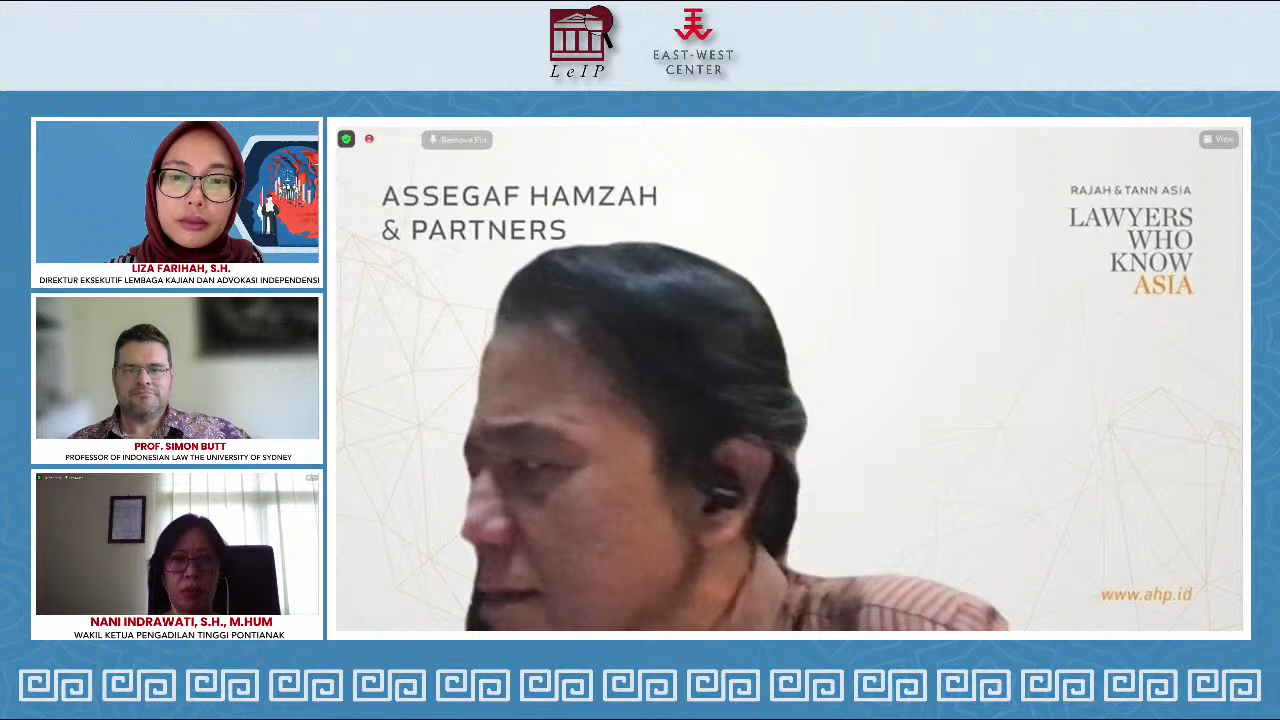 LeIP
EAST-WEST
CENTER
LIZA FARIHAH, S.H.
DIREKTUR EKSEKUTIF LEMBAGA KAJIAN DAN ADVOKASI INDEPENDENSI
PROF. SIMON BUTT
PROFESSOR OF INDONESIAN LAW THE UNIVERSITY OF SYDNEY
NANI INDRAWATI, S.H., M.HUM
WAKIL KETUA PENGADILAN TINGGI PONTIANAK
Remove Pin
View
ASSEGAF HAMZAH
& PARTNERS
RAJAH & TANN ASIA
LAWYERS
WHO
KNOW
ASIA
www.ahp.id